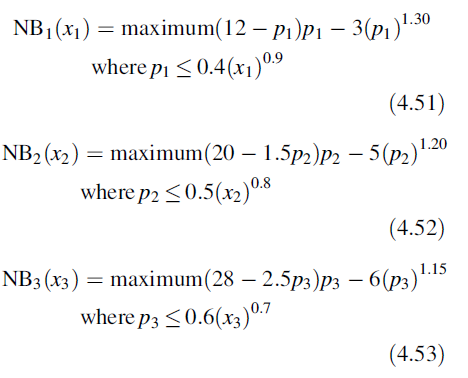 NB₁(x₁) = maximum(12 − p₁)p₁ − 3(p₁)^1.30
where p₁ ≤ 0.4(x₁)^0.9
(4.51)
NB₂(x₂) = maximum(20 − 1.5p₂)p₂ − 5(p₂)^1.20
where p₂ ≤ 0.5(x₂)^0.8
(4.52)
NB₃(x₃) = maximum(28 − 2.5p₃)p₃ − 6(p₃)^1.15
where p₃ ≤ 0.6(x₃)^0.7
(4.53)